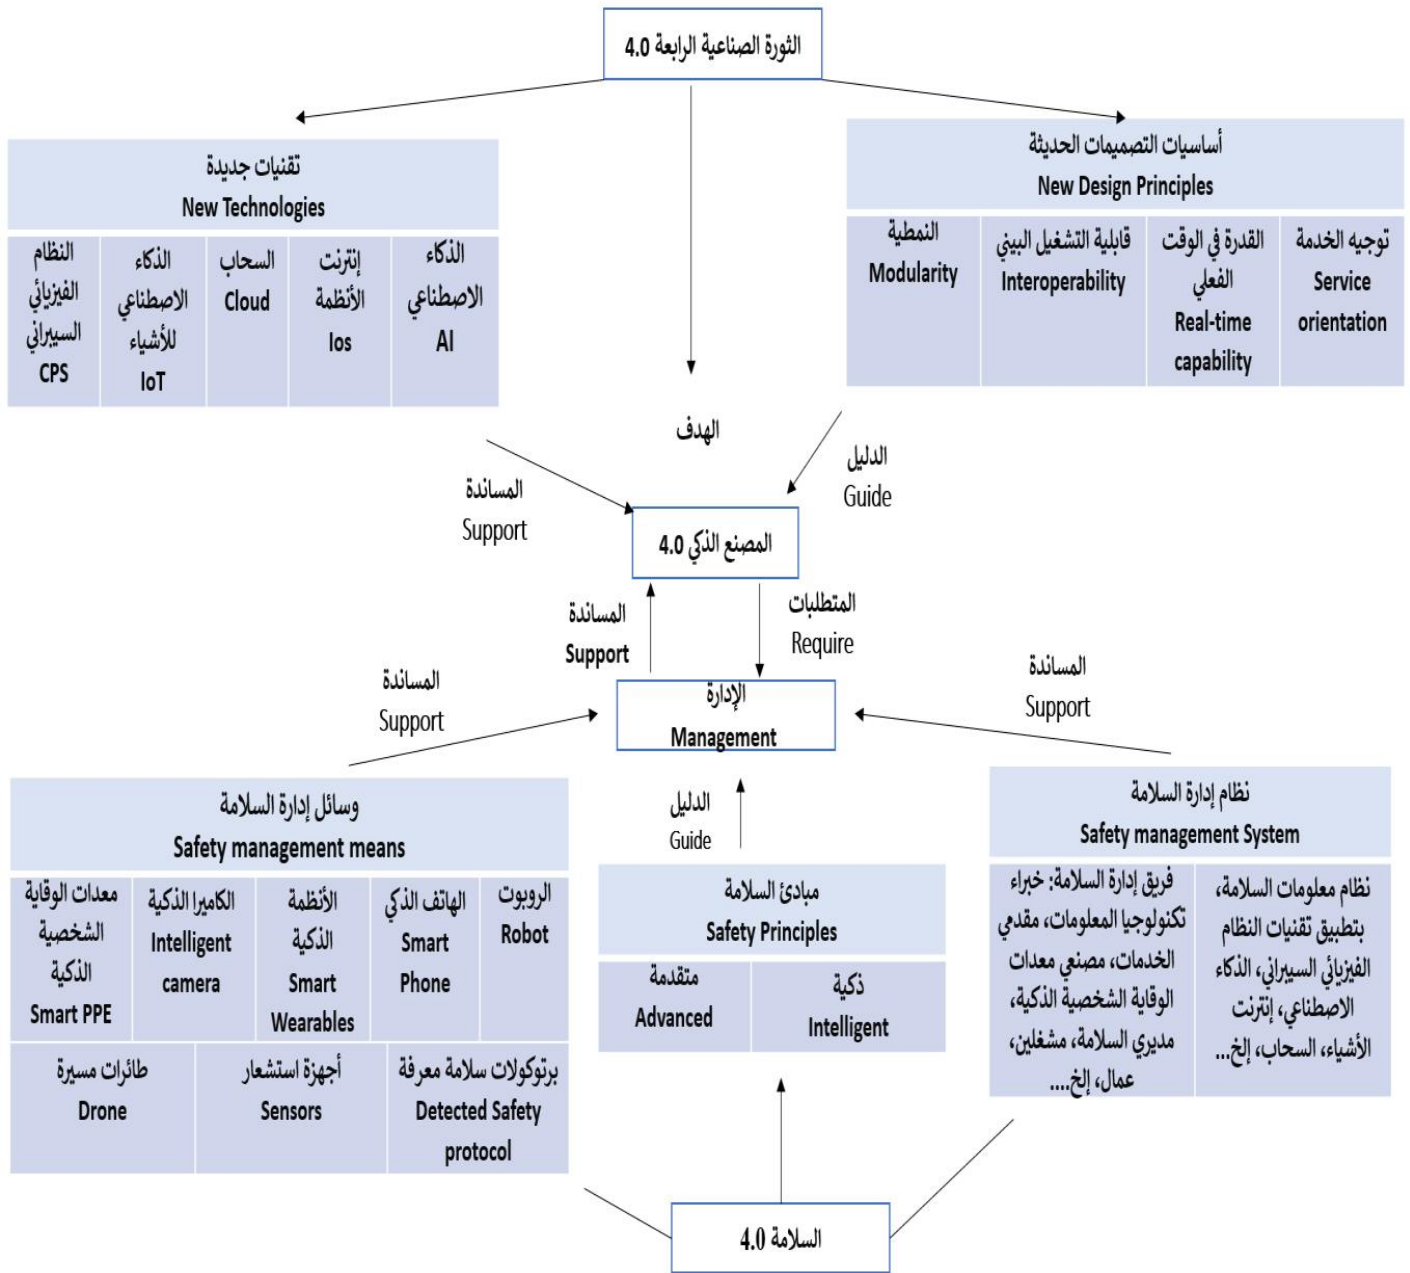 الثورة الصناعية الرابعة 4.0
تقنيات جديدة
New Technologies
النظام
الفيزيائي
السيبراني
CPS
الذكاء
الاصطناعي
للأشياء
IoT
السحاب
Cloud
إنترنت
الأنظمة
Ios
الذكاء
الاصطناعي
AI
أساسيات التصميمات الحديثة
New Design Principles
النمطية
Modularity
قابلية التشغيل البيني
Interoperability
القدرة في الوقت
الفعلي
Real-time
capability
توجيه الخدمة
Service
orientation
الهدف
الدليل
Guide
المساندة
Support
المصنع الذكي 4.0
المساندة
Support
المتطلبات
Require
المساندة
Support
المساندة
Support
الإدارة
Management
الدليل
Guide
وسائل إدارة السلامة
Safety management means
معدات الوقاية
الشخصية
الذكية
Smart PPE
الكاميرا الذكية
Intelligent
camera
الأنظمة
الذكية
Smart
Wearables
الهاتف الذكي
Smart
Phone
الروبوت
Robot
طائرات مسيرة
Drone
أجهزة استشعار
Sensors
برتوكولات سلامة معرفة
Detected Safety
protocol
مبادئ السلامة
Safety Principles
متقدمة
Advanced
ذكية
Intelligent
نظام إدارة السلامة
Safety management System
فريق إدارة السلامة: خبراء
تكنولوجيا المعلومات، مقدمي
الخدمات، مصنعي معدات
الوقاية الشخصية الذكية،
مديري السلامة، مشغلين،
عمال، إلخ....
نظام معلومات السلامة،
بتطبيق تقنيات النظام
الفيزيائي السيبراني، الذكاء
الاصطناعي، إنترنت
الأشياء، السحاب، إلخ...
السلامة 4.0